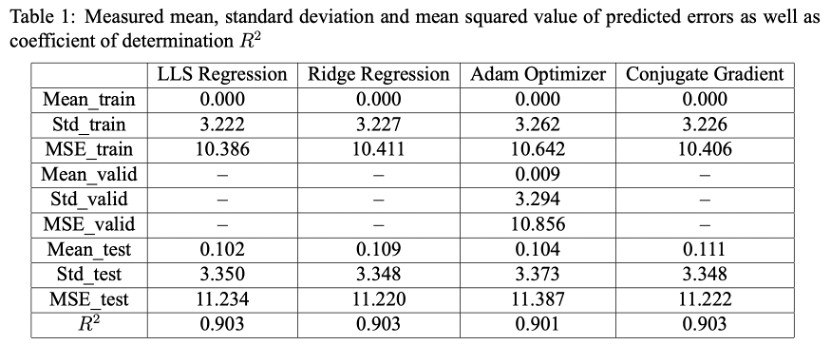 Table 1: Measured mean, standard deviation and mean squared value of predicted errors as well as
coefficient of determination R²
LLS Regression Ridge Regression Adam Optimizer Conjugate Gradient
Mean_train 0.000 0.000 0.000 0.000
Std_train 3.222 3.227 3.262 3.226
MSE_train 10.386 10.411 10.642 10.406
Mean_valid – – 0.009 –
Std_valid – – 3.294 –
MSE_valid – – 10.856 –
Mean_test 0.102 0.109 0.104 0.111
Std_test 3.350 3.348 3.373 3.348
MSE_test 11.234 11.220 11.387 11.222
R² 0.903 0.903 0.901 0.903